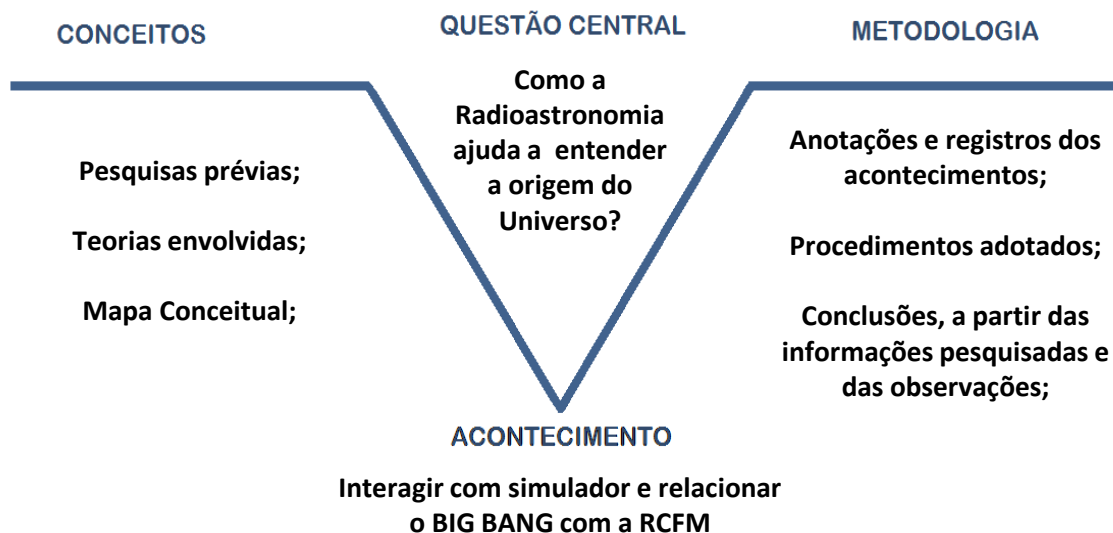 CONCEITOS
Pesquisas prévias;
Teorias envolvidas;
Mapa Conceitual;
QUESTÃO CENTRAL
Como a
Radioastronomia
ajuda a entender
a origem do
Universo?
METODOLOGIA
Anotações e registros dos
acontecimentos;
Procedimentos adotados;
Conclusões, a partir das
informações pesquisadas e
das observações;
ACONTECIMENTO
Interagir com simulador e relacionar
o BIG BANG com a RCFM